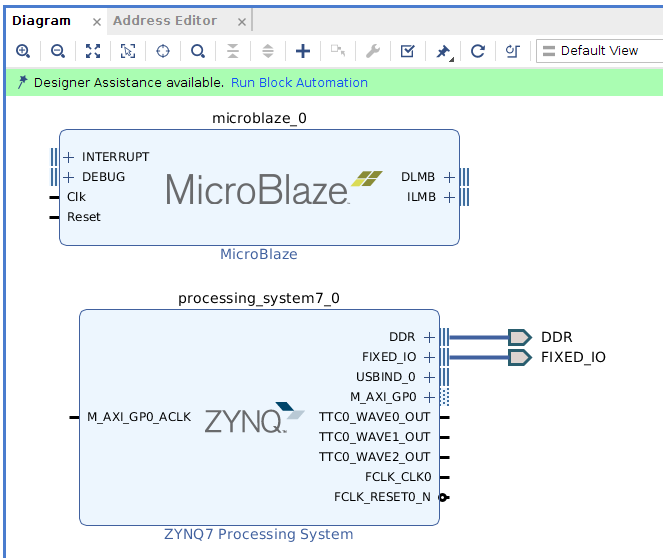 Diagram × Address Editor ×
Default View
Designer Assistance available. Run Block Automation
microblaze_0
INTERRUPT
DEBUG
Clk
Reset
MicroBlaze
DLMB
ILMB
MicroBlaze
processing_system7_0
M_AXI_GP0_ACLK
ZYNQ
DDR
FIXED_IO
USBIND_0
M_AXI_GP0
TTC0_WAVE0_OUT
TTC0_WAVE1_OUT
TTC0_WAVE2_OUT
FCLK_CLK0
FCLK_RESET0_N
DDR
FIXED_IO
ZYNQ7 Processing System